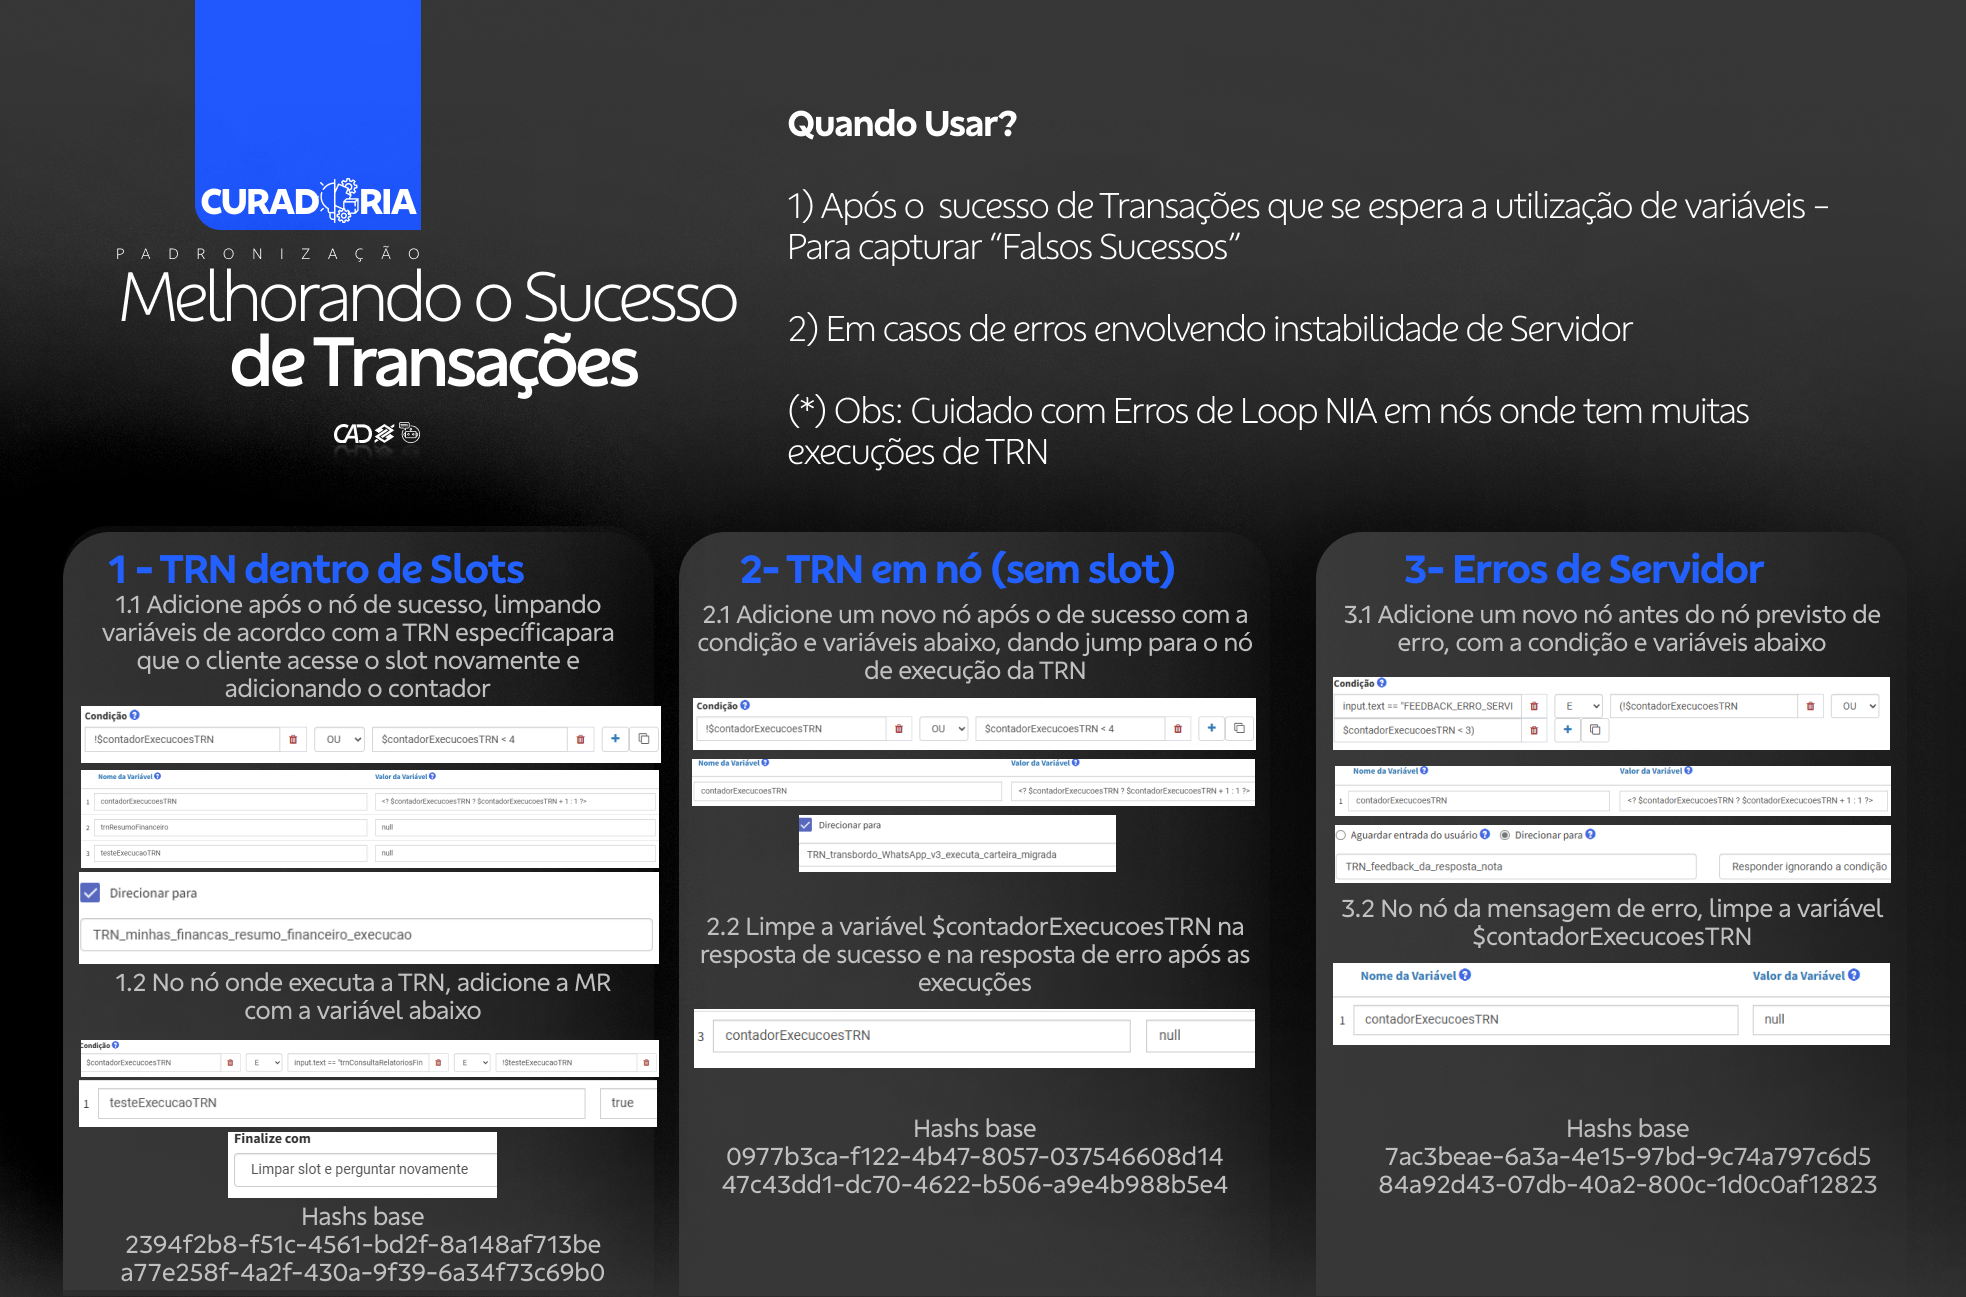 CURADORIA
PADRONIZAÇÃO
Melhorando o Sucesso
de Transações
CAD
Quando Usar?
1) Após o sucesso de Transações que se espera a utilização de variáveis -
Para capturar "Falsos Sucessos"
2) Em casos de erros envolvendo instabilidade de Servidor
(*) Obs: Cuidado com Erros de Loop NIA em nós onde tem muitas
execuções de TRN
1 - TRN dentro de Slots
1.1 Adicione após o nó de sucesso, limpando
variáveis de acordco com a TRN específicapara
que o cliente acesse o slot novamente e
adicionando o contador
Condição
!$contadorExecucoesTRN OU $contadorExecucoesTRN < 4
Nome da Variável Valor da Variável
1 contadorExecucoesTRN <? $contadorExecucoesTRN ? $contadorExecucoesTRN + 1 : 1 ?>
2 trnResumoFinanceiro null
3 testeExecucaoTRN null
Direcionar para
TRN_minhas_financas_resumo_financeiro_execucao
1.2 No nó onde executa a TRN, adicione a MR
com a variável abaixo
Condição
$contadorExecucoesTRN E input.text == "trnConsultaRelatoriosFin E !$testeExecucaoTRN
1 testeExecucaoTRN true
Finalize com
Limpar slot e perguntar novamente
Hashs base
2394f2b8-f51c-4561-bd2f-8a148af713be
a77e258f-4a2f-430a-9f39-6a34f73c69b0
2- TRN em nó (sem slot)
2.1 Adicione um novo nó após o de sucesso com a
condição e variáveis abaixo, dando jump para o nó
de execução da TRN
Condição
!$contadorExecucoesTRN OU $contadorExecucoesTRN < 4
Nome da Variável Valor da Variável
contadorExecucoesTRN <? $contadorExecucoesTRN ? $contadorExecucoesTRN + 1 : 1 ?>
Direcionar para
TRN_transbordo_WhatsApp_v3_executa_carteira_migrada
2.2 Limpe a variável $contadorExecucoesTRN na
resposta de sucesso e na resposta de erro após as
execuções
3 contadorExecucoesTRN null
Hashs base
0977b3ca-f122-4b47-8057-037546608d14
47c43dd1-dc70-4622-b506-a9e4b988b5e4
3- Erros de Servidor
3.1 Adicione um novo nó antes do nó previsto de
erro, com a condição e variáveis abaixo
Condição
input.text == "FEEDBACK_ERRO_SERVI E (!$contadorExecucoesTRN OU
$contadorExecucoesTRN < 3)
Nome da Variável Valor da Variável
1 contadorExecucoesTRN <? $contadorExecucoesTRN ? $contadorExecucoesTRN + 1 : 1 ?>
Aguardar entrada do usuário Direcionar para
TRN_feedback_da_resposta_nota Responder ignorando a condição
3.2 No nó da mensagem de erro, limpe a variável
$contadorExecucoesTRN
Nome da Variável Valor da Variável
1 contadorExecucoesTRN null
Hashs base
7ac3beae-6a3a-4e15-97bd-9c74a797c6d5
84a92d43-07db-40a2-800c-1d0c0af12823